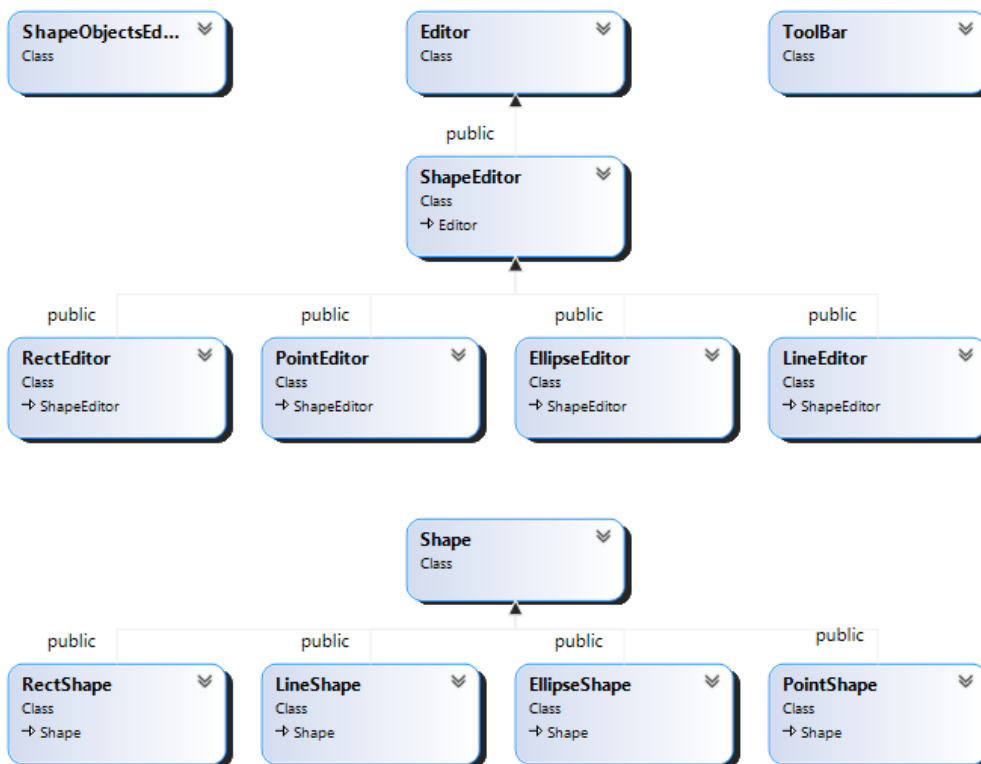 ShapeObjectsEd...
Class
Editor
Class
ToolBar
Class
public
ShapeEditor
Class
Editor
public
public
public
public
RectEditor
Class
ShapeEditor
PointEditor
Class
ShapeEditor
EllipseEditor
Class
ShapeEditor
LineEditor
Class
ShapeEditor
Shape
Class
public
public
public
public
RectShape
Class
Shape
LineShape
Class
Shape
EllipseShape
Class
Shape
PointShape
Class
Shape